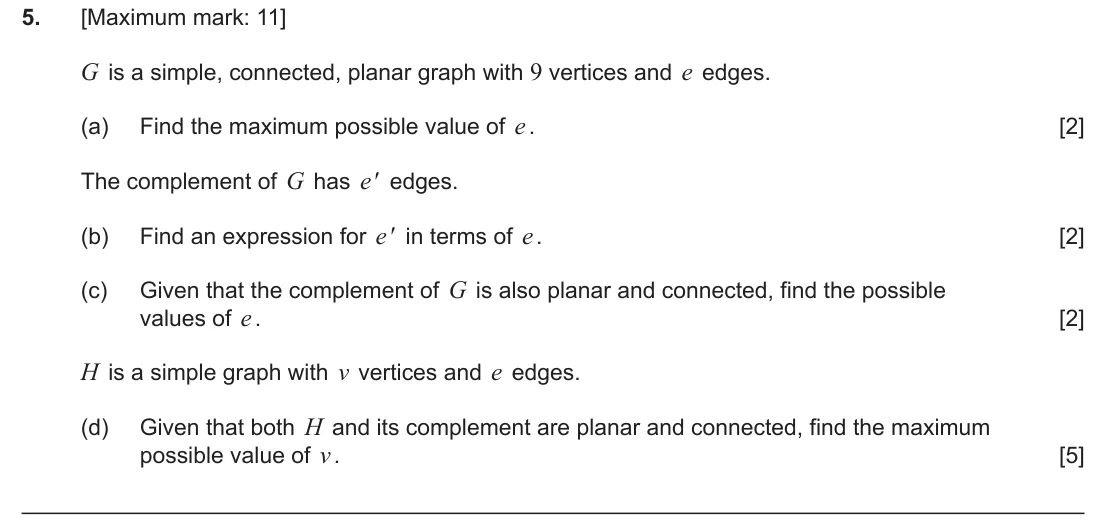 5. [Maximum mark: 11]
G is a simple, connected, planar graph with 9 vertices and e edges.
(a) Find the maximum possible value of e. [2]
The complement of G has e′ edges.
(b) Find an expression for e′ in terms of e. [2]
(c) Given that the complement of G is also planar and connected, find the possible
values of e. [2]
H is a simple graph with v vertices and e edges.
(d) Given that both H and its complement are planar and connected, find the maximum
possible value of v. [5]